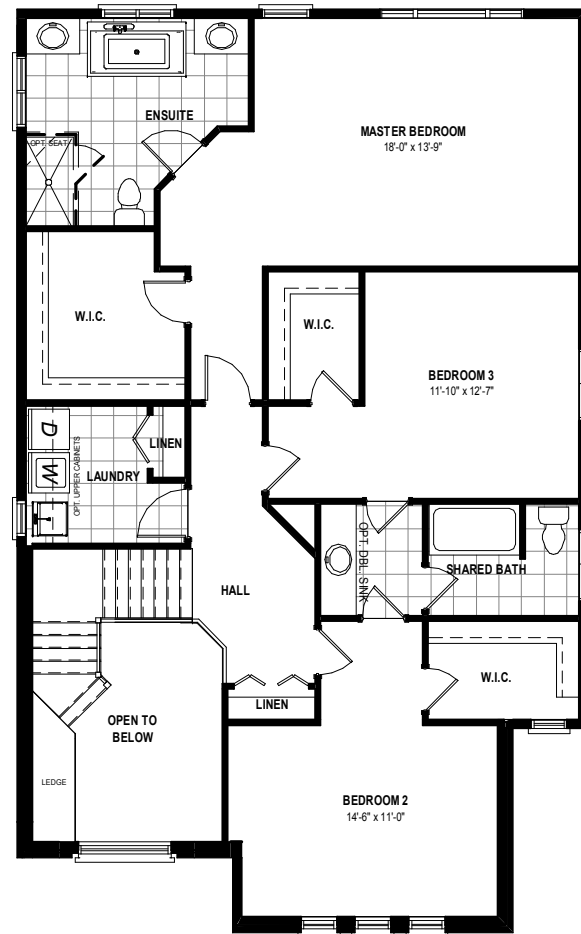 ENSUITE
OPT. SEAT
MASTER BEDROOM
18'-0" x 13'-9"
W.I.C.
W.I.C.
BEDROOM 3
11'-10" x 12'-7"
D
W
LINEN
LAUNDRY
OPT. UPPER CABINETS
OPT. DBL. SINK
SHARED BATH
HALL
W.I.C.
LINEN
OPEN TO
BELOW
LEDGE
BEDROOM 2
14'-6" x 11'-0"